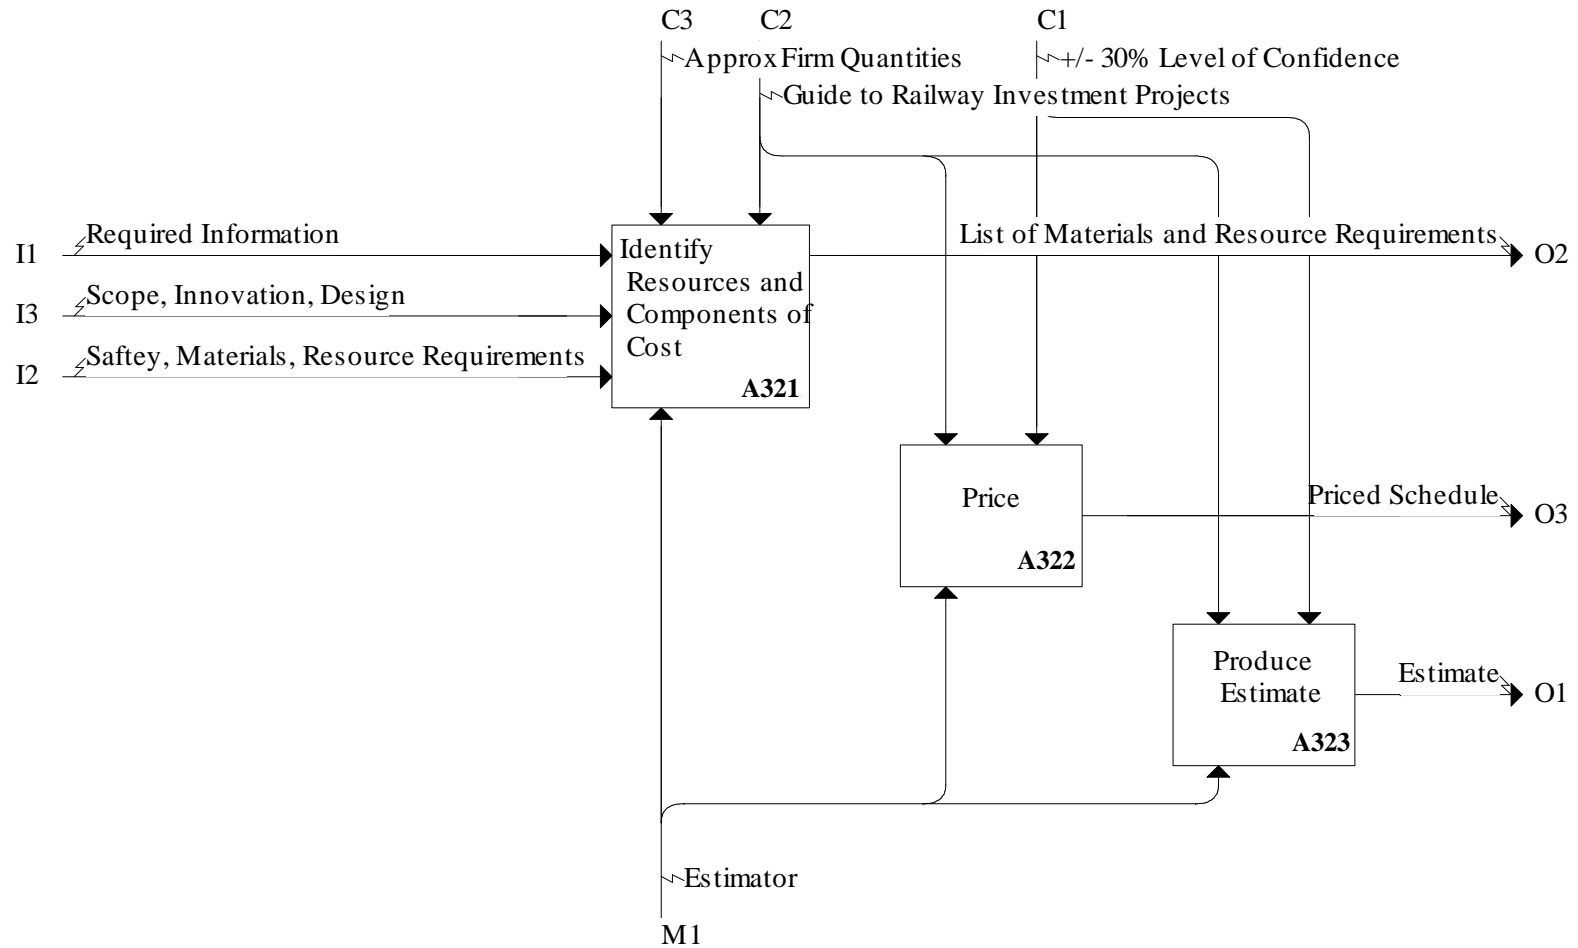 C3
C2
C1
Approx Firm Quantities
+/- 30% Level of Confidence
Guide to Railway Investment Projects
Required Information
I1
Scope, Innovation, Design
I3
Saftey, Materials, Resource Requirements
I2
Identify
Resources and
Components of
Cost
A321
List of Materials and Resource Requirements
O2
Price
A322
Priced Schedule
O3
Produce
Estimate
A323
Estimate
O1
Estimator
M1